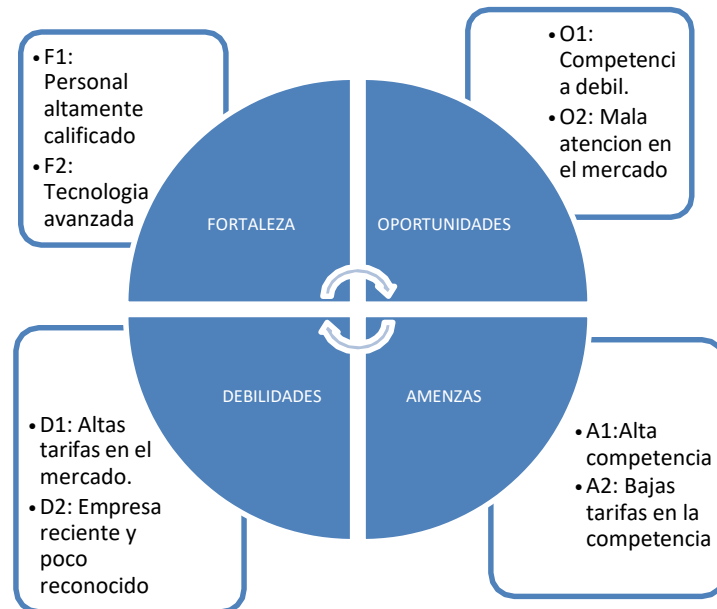 • F1:
Personal
altamente
calificado
• F2:
Tecnologia
avanzada
• O1:
Competenci
a debil.
• O2: Mala
atencion en
el mercado
FORTALEZA
OPORTUNIDADES
DEBILIDADES
AMENZAS
• D1: Altas
tarifas en el
mercado.
• D2: Empresa
reciente y
poco
reconocido
• A1:Alta
competencia
• A2: Bajas
tarifas en la
competencia